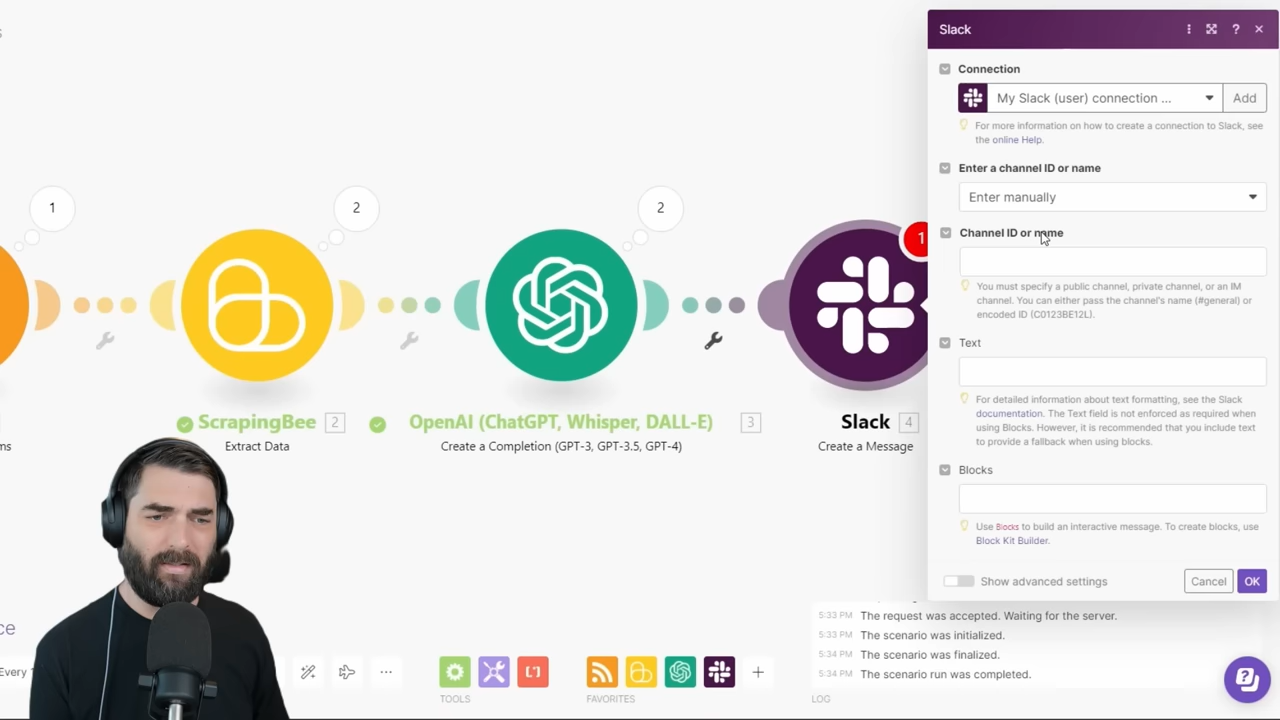 Slack
Connection
My Slack (user) connection ...
Add
For more information on how to create a connection to Slack, see
the online Help.
Enter a channel ID or name
Enter manually
Channel ID or name
You must specify a public channel, private channel, or an IM
channel. You can either pass the channel's name (#general) or
encoded ID (C0123BE12L).
Text
For detailed information about text formatting, see the Slack
documentation. The Text field is not enforced as required when
using Blocks. However, it is recommended that you include text
to provide a fallback when using blocks.
Blocks
Use Blocks to build an interactive message. To create blocks, use
Block Kit Builder.
Show advanced settings
Cancel
OK
1
2
2
1
ScrapingBee 2
Extract Data
OpenAI (ChatGPT, Whisper, DALL-E) 3
Create a Completion (GPT-3, GPT-3.5, GPT-4)
Slack 4
Create a Message
ms
ce
Every
TOOLS
FAVORITES
5:33 PM The request was accepted. Waiting for the server.
5:33 PM The scenario was initialized.
5:34 PM The scenario was finalized.
5:34 PM The scenario run was completed.
LOG